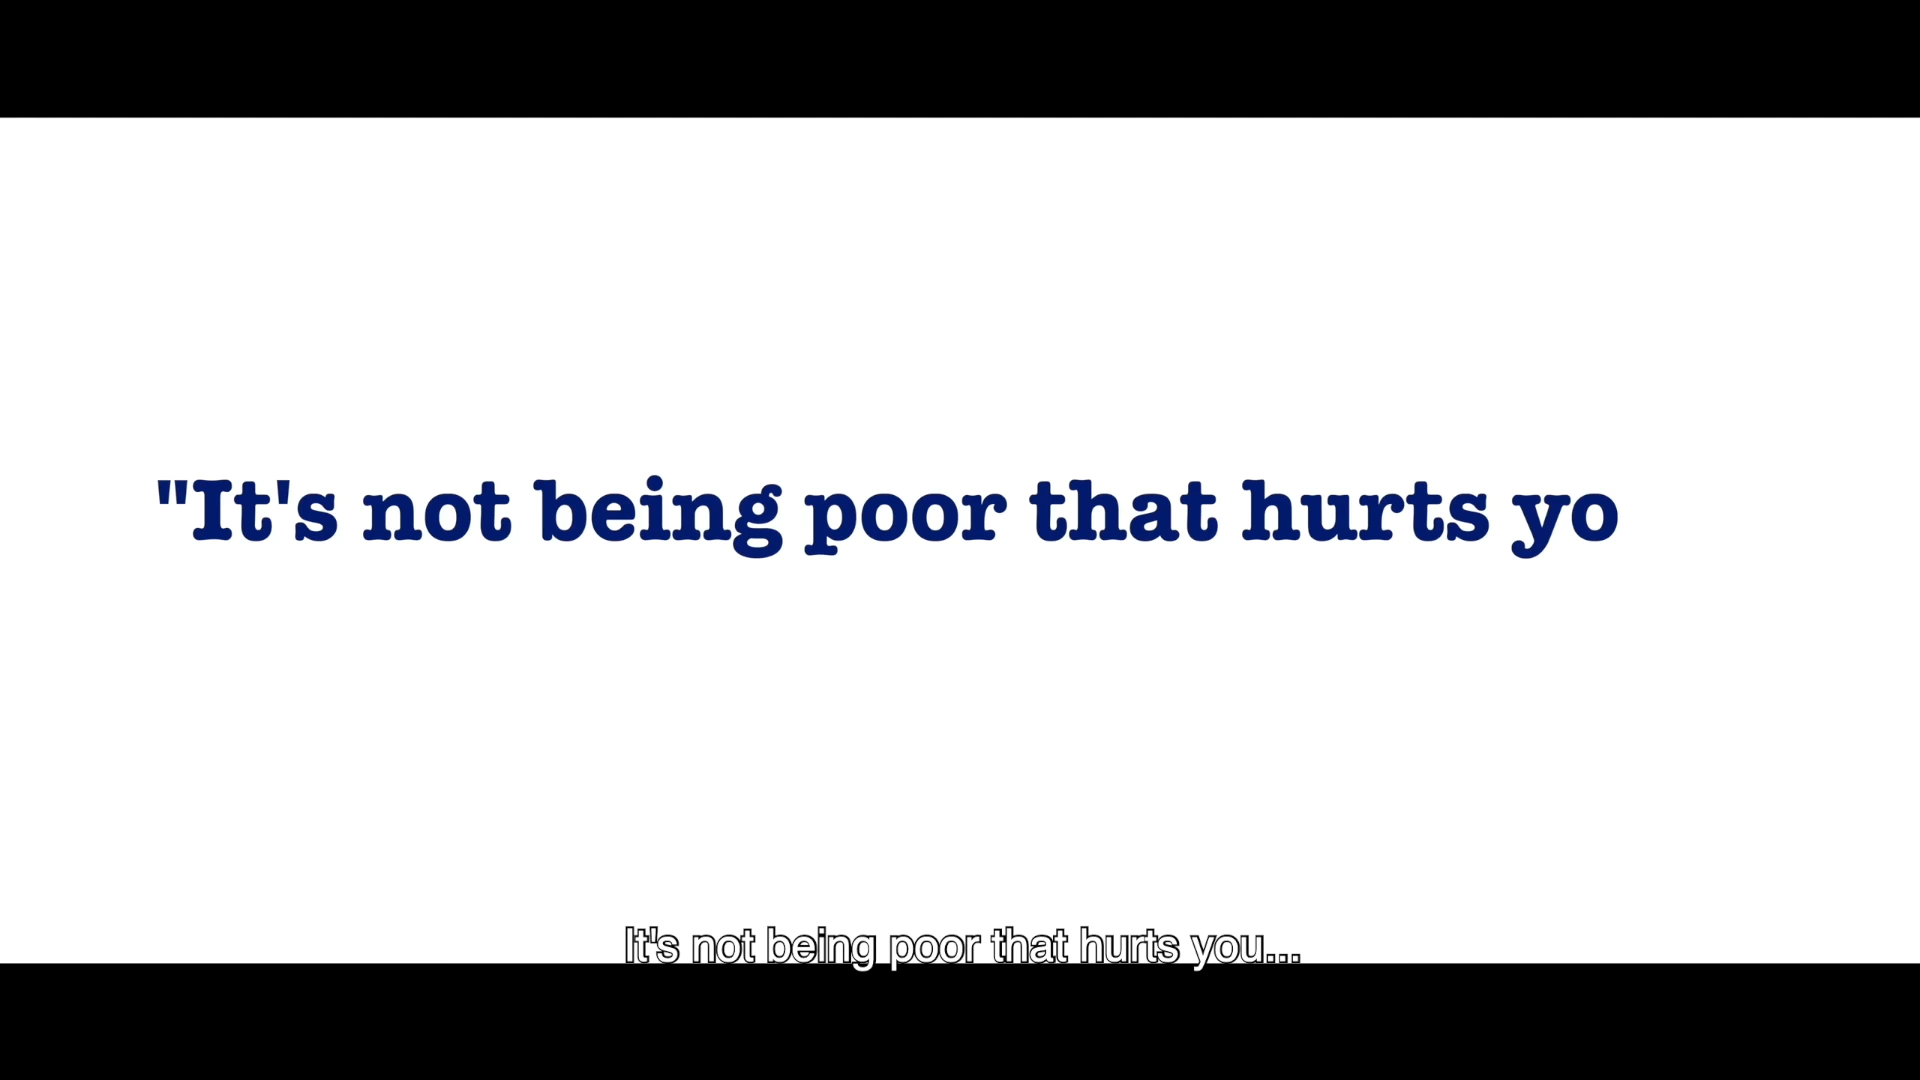 "It's not being poor that hurts yo
It's not being poor that hurts you...